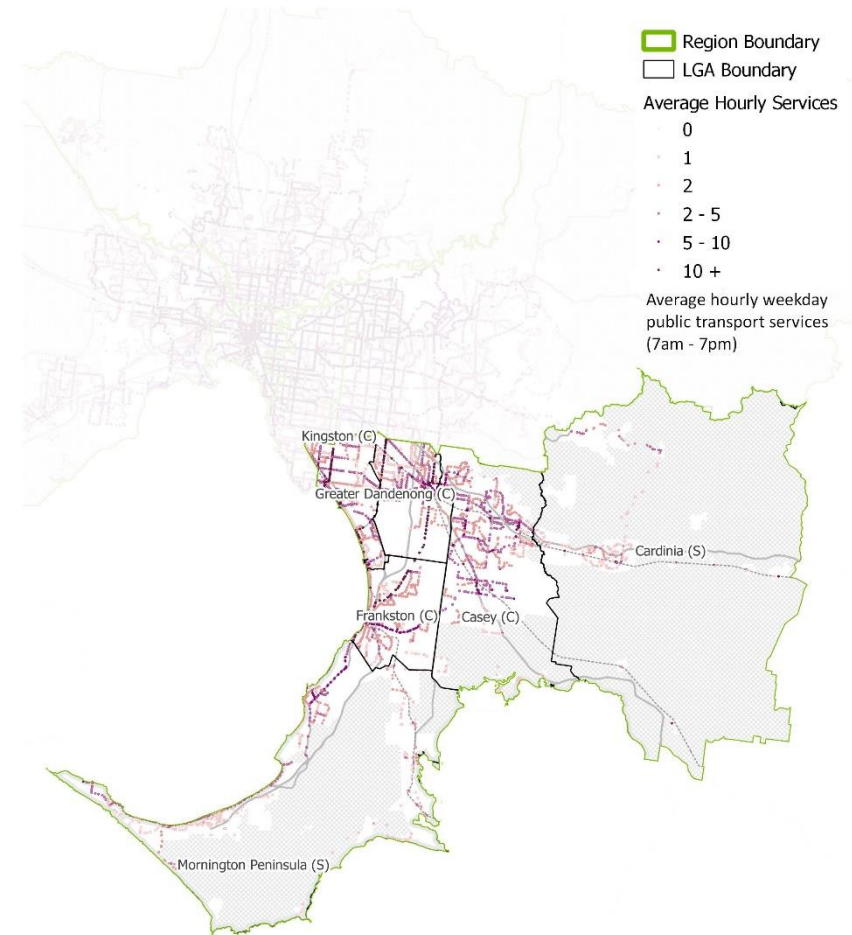 Region Boundary
LGA Boundary
Average Hourly Services
0
1
2
2 - 5
5 - 10
10 +
Average hourly weekday
public transport services
(7am - 7pm)
Kingston (C)
Greater Dandenong (C)
Cardinia (S)
Frankston (C)
Casey (C)
Mornington Peninsula (S)